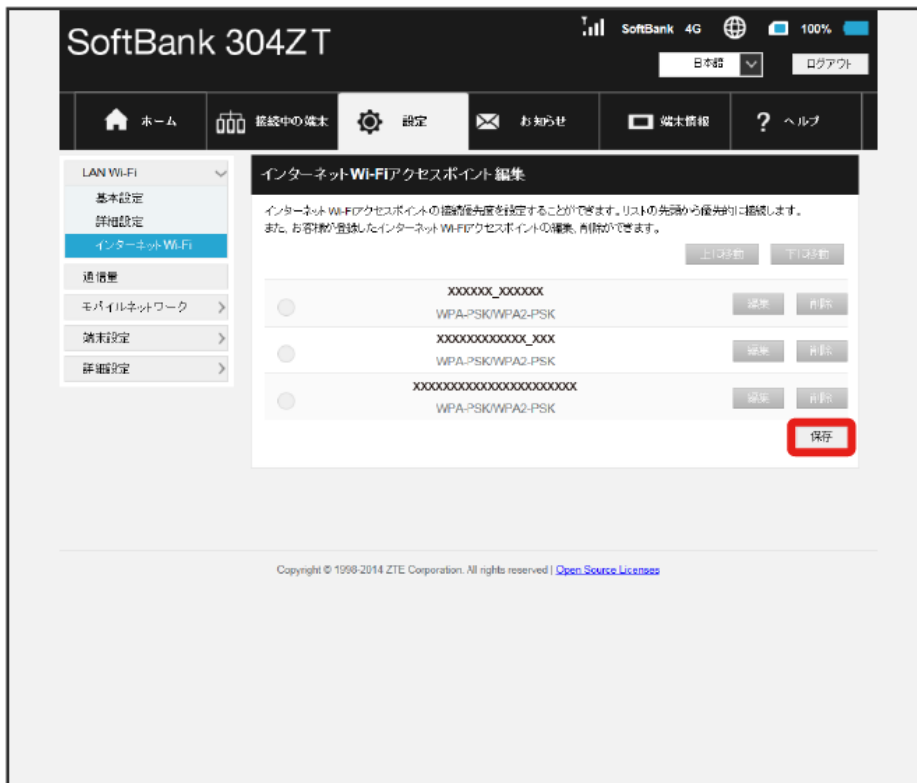 SoftBank 304ZT
SoftBank 4G 100%
日本語 ログアウト
ホーム 接続中の端末 設定 お知らせ 端末情報 ? ヘルプ
LAN Wi-Fi
基本設定
詳細設定
インターネットWi-Fi
通信量
モバイルネットワーク
端末設定
詳細設定
インターネットWi-Fiアクセスポイント編集
インターネットWi-Fiアクセスポイントの接続優先度を設定することができます。リストの先頭から優先的に接続します。
また、お客様が登録したインターネットWi-Fiアクセスポイントの編集、削除ができます。
上に移動 下に移動
XXXXXX_XXXXXX
WPA-PSK/WPA2-PSK
編集 削除
XXXXXXXXXXXX_XXX
WPA-PSK/WPA2-PSK
編集 削除
XXXXXXXXXXXXXXXXXXXXXXX
WPA-PSK/WPA2-PSK
編集 削除
保存
Copyright © 1998-2014 ZTE Corporation. All rights reserved | Open Source Licenses